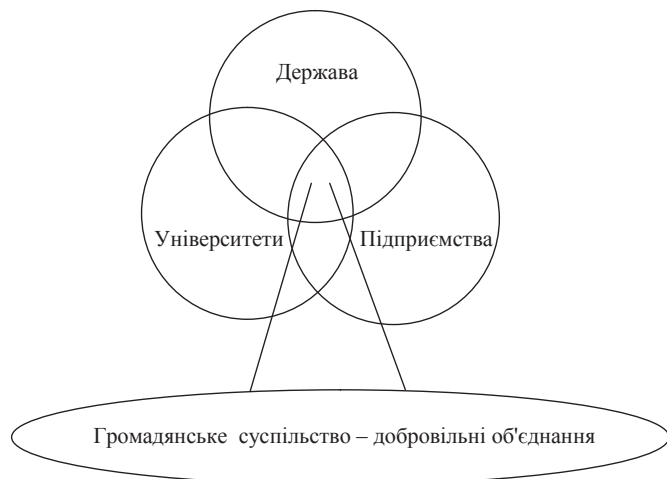 Держава
Університети Підприємства
Громадянське суспільство – добровільні об'єднання